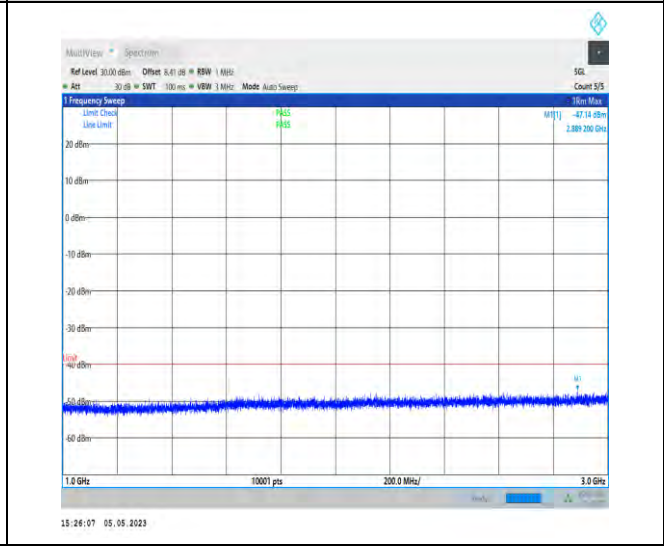 MultiView Spectrum
Ref Level 30.00 dBm Offset 8.41 dB RBW 1 MHz SGL
Att 30 dB SWT 100 ms VBW 3 MHz Mode Auto Sweep Count 5/5
1 Frequency Sweep 1Rm Max
Limit Check PASS M1[1] -47.14 dBm
Line Limit PASS 2.889 200 GHz
20 dBm
10 dBm
0 dBm
-10 dBm
-20 dBm
-30 dBm
Limit
-40 dBm
M1
-50 dBm
-60 dBm
1.0 GHz 10001 pts 200.0 MHz/ 3.0 GHz
15:26:07 05.05.2023